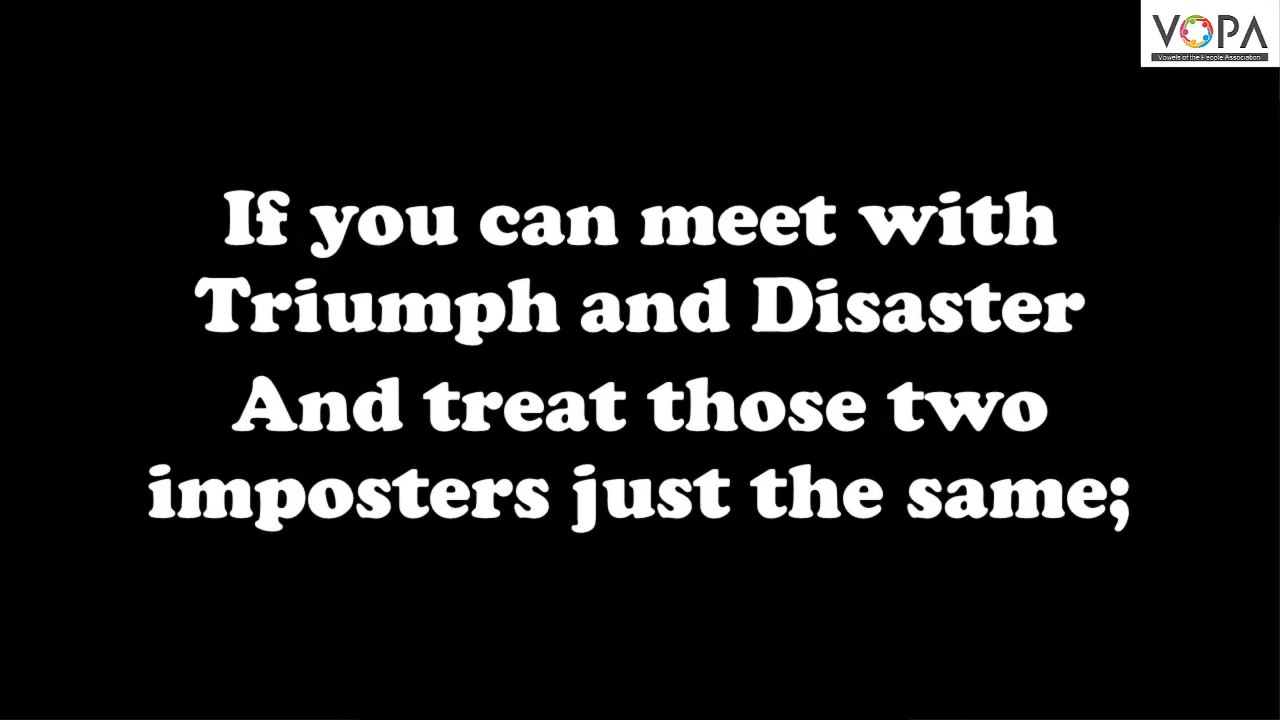 VOPA
Vowels of the People Association
If you can meet with
Triumph and Disaster
And treat those two
imposters just the same;